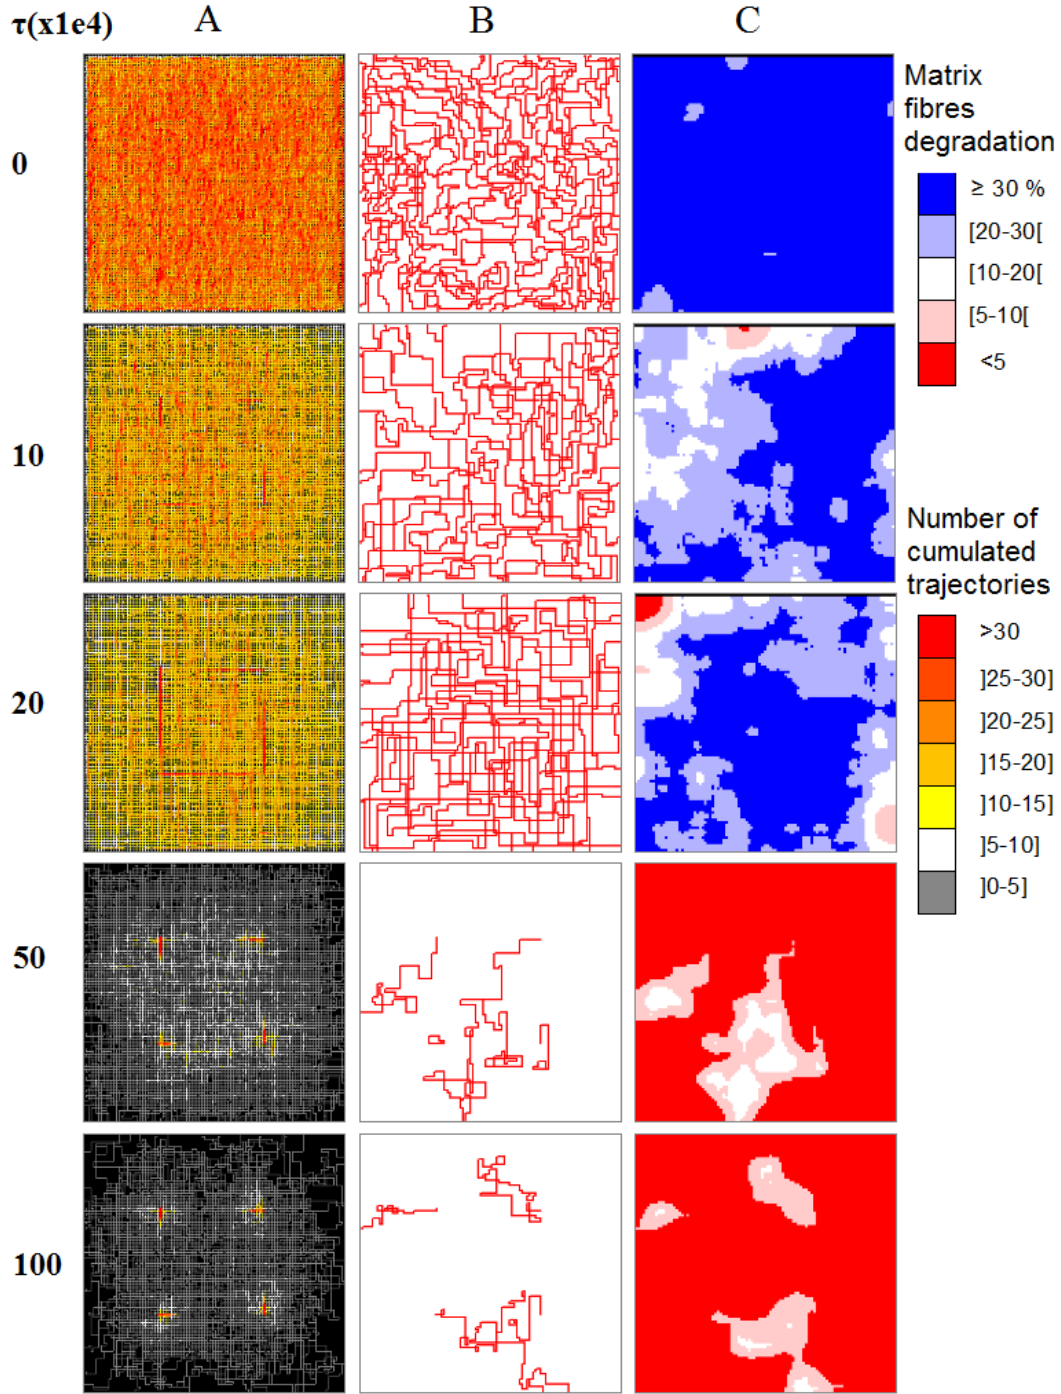 τ(x1e4) A B C
0
10
20
50
100
Matrix
fibres
degradation
≥ 30 %
[20-30[
[10-20[
[5-10[
<5
Number of
cumulated
trajectories
>30
]25-30]
]20-25]
]15-20]
]10-15]
]5-10]
]0-5]